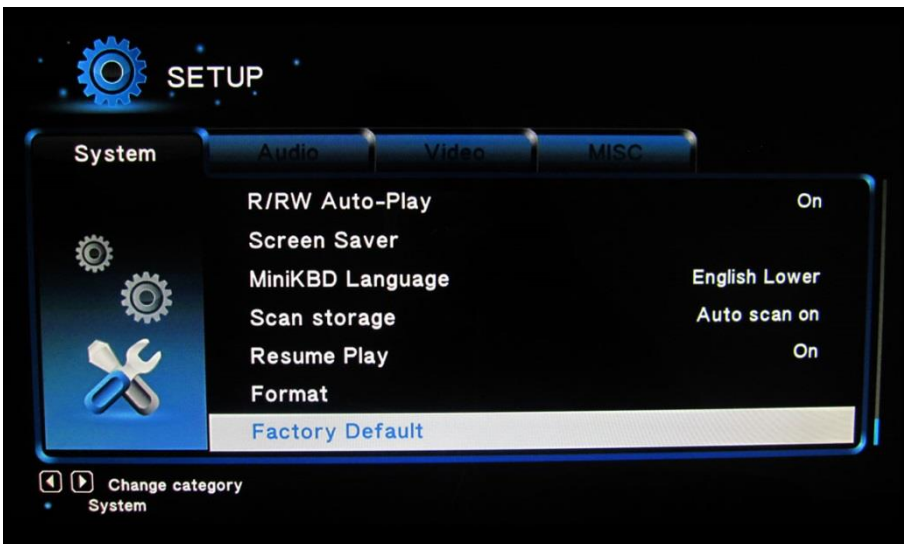 SETUP
System Audio Video MISC
R/RW Auto-Play On
Screen Saver
MiniKBD Language English Lower
Scan storage Auto scan on
Resume Play On
Format
Factory Default
Change category
System